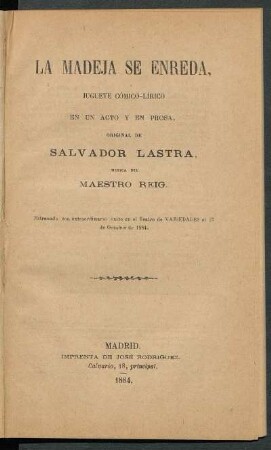 LA MADEJA SE ENREDA,
JUGUETE CÓMICO-LÍRICO
EN UN ACTO Y EN PROSA,
ORIGINAL DE
SALVADOR LASTRA,
MÚSICA DEL
MAESTRO REIG.
Estrenado con extraordinario éxito en el Teatro de VARIEDADES el
de Octubre de 1884.
MADRID.
IMPRENTA DE JOSÉ RODRIGUEZ.
Calvario, 18, principal.
1884.